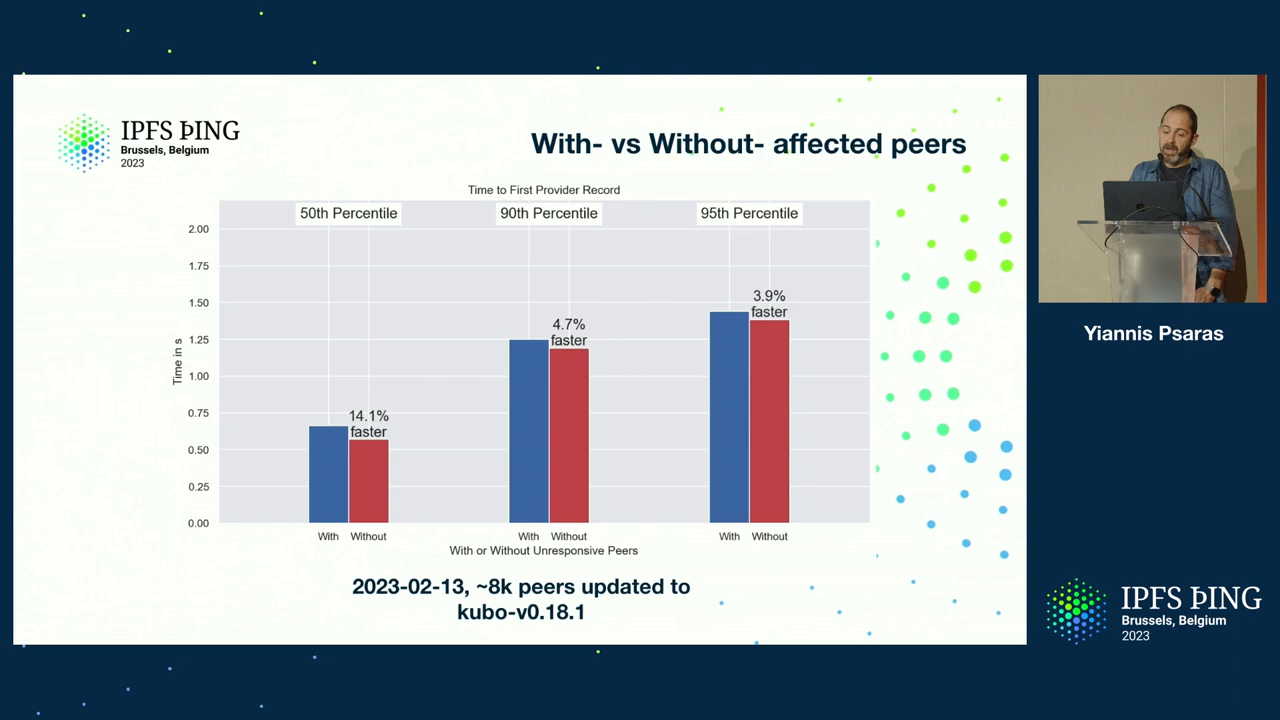 IPFS ÞING
Brussels, Belgium
2023
With- vs Without- affected peers
Time to First Provider Record
50th Percentile
90th Percentile
95th Percentile
2.00
1.75
1.50
1.25
1.00
0.75
0.50
0.25
0.00
Time in s
14.1%
faster
4.7%
faster
3.9%
faster
With Without
With Without
With Without
With or Without Unresponsive Peers
2023-02-13, ~8k peers updated to
kubo-v0.18.1
Yiannis Psaras
IPFS ÞING
Brussels, Belgium
2023